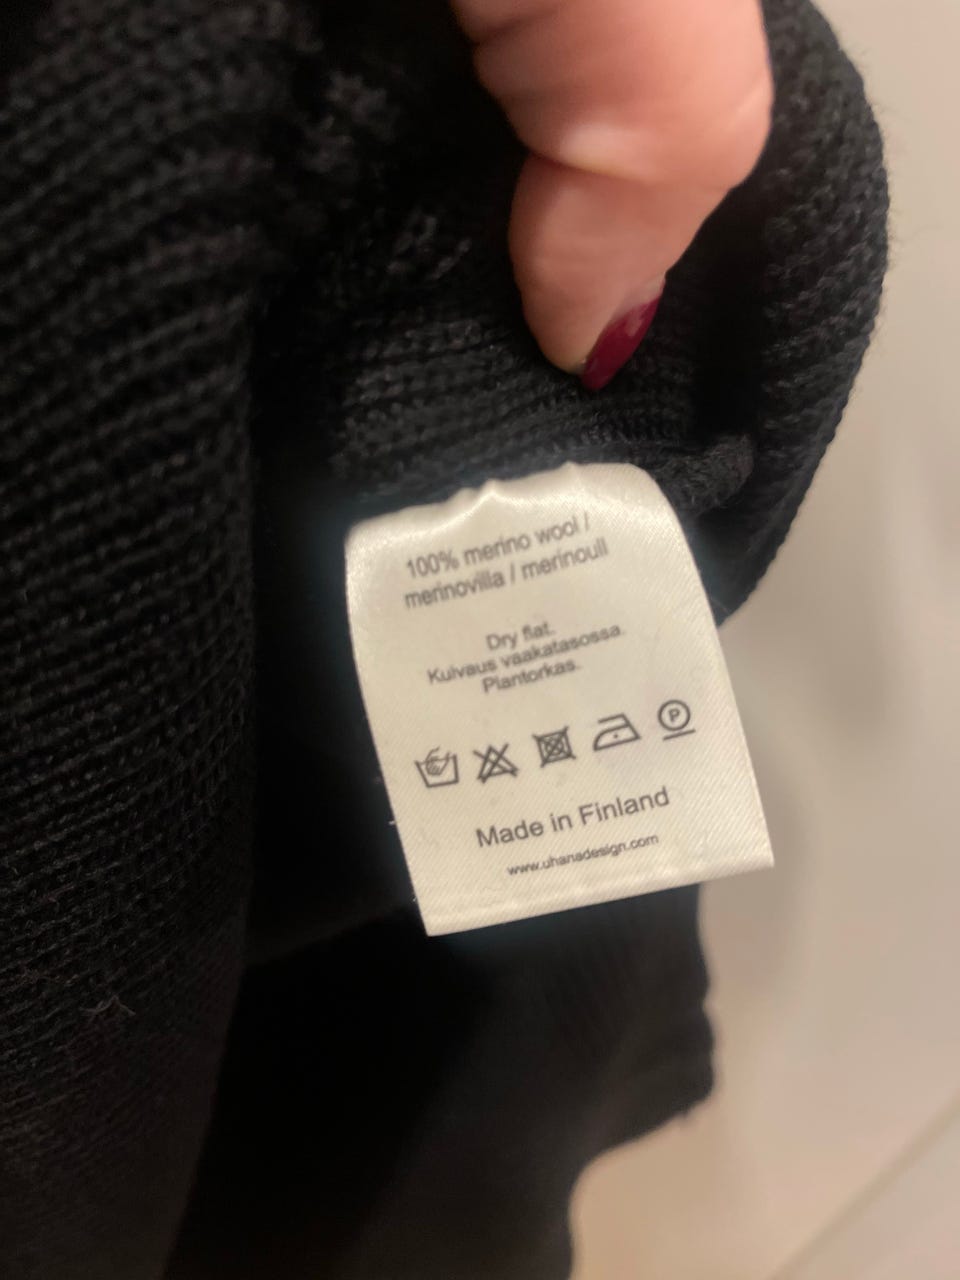 100% merino wool /
merinovilla / merinoull
Dry flat.
Kuivaus vaakatasossa.
Plantorkas.
P
Made in Finland
www.uhanadesign.com